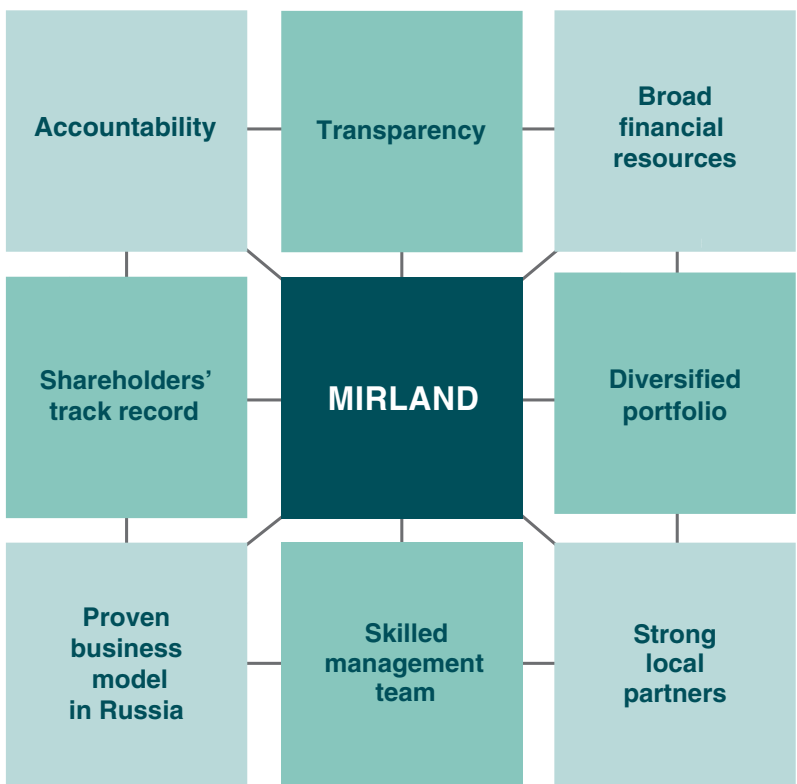 Accountability
Transparency
Broad
financial
resources
Shareholders’
track record
MIRLAND
Diversified
portfolio
Proven
business
model
in Russia
Skilled
management
team
Strong
local
partners